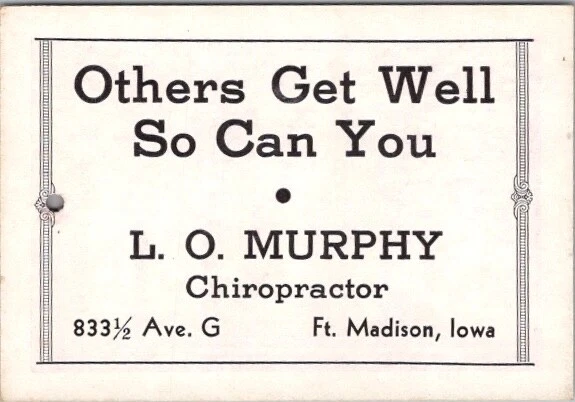 Others Get Well
So Can You
L. O. MURPHY
Chiropractor
833½ Ave. G Ft. Madison, Iowa